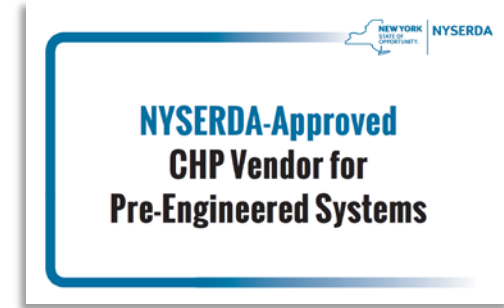 NEW YORK
STATE OF
OPPORTUNITY.
NYSERDA
NYSERDA-Approved
CHP Vendor for
Pre-Engineered Systems